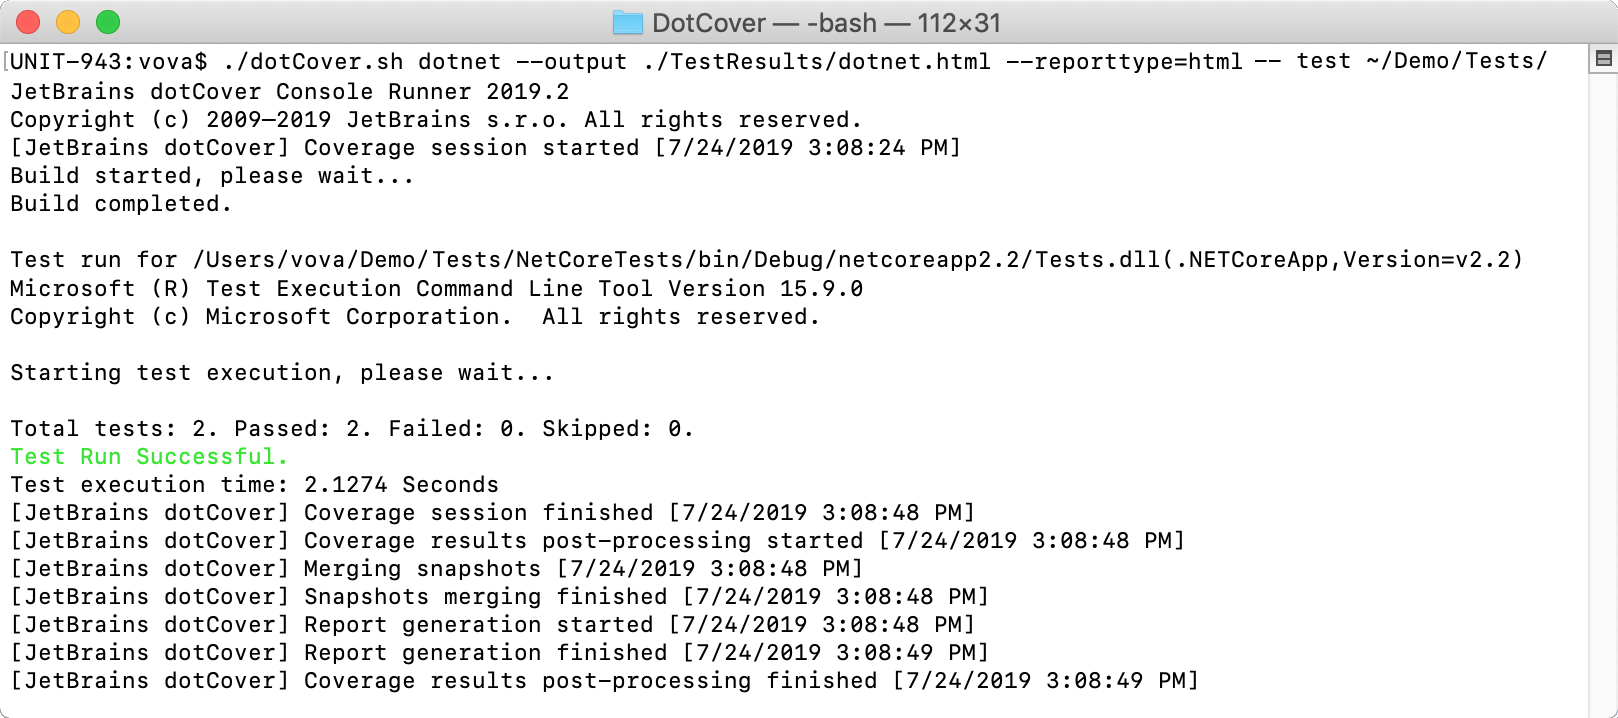 DotCover — -bash — 112×31
[UNIT-943:vova$ ./dotCover.sh dotnet --output ./TestResults/dotnet.html --reporttype=html -- test ~/Demo/Tests/
JetBrains dotCover Console Runner 2019.2
Copyright (c) 2009—2019 JetBrains s.r.o. All rights reserved.
[JetBrains dotCover] Coverage session started [7/24/2019 3:08:24 PM]
Build started, please wait...
Build completed.
Test run for /Users/vova/Demo/Tests/NetCoreTests/bin/Debug/netcoreapp2.2/Tests.dll(.NETCoreApp,Version=v2.2)
Microsoft (R) Test Execution Command Line Tool Version 15.9.0
Copyright (c) Microsoft Corporation.  All rights reserved.
Starting test execution, please wait...
Total tests: 2. Passed: 2. Failed: 0. Skipped: 0.
Test Run Successful.
Test execution time: 2.1274 Seconds
[JetBrains dotCover] Coverage session finished [7/24/2019 3:08:48 PM]
[JetBrains dotCover] Coverage results post-processing started [7/24/2019 3:08:48 PM]
[JetBrains dotCover] Merging snapshots [7/24/2019 3:08:48 PM]
[JetBrains dotCover] Snapshots merging finished [7/24/2019 3:08:48 PM]
[JetBrains dotCover] Report generation started [7/24/2019 3:08:48 PM]
[JetBrains dotCover] Report generation finished [7/24/2019 3:08:49 PM]
[JetBrains dotCover] Coverage results post-processing finished [7/24/2019 3:08:49 PM]